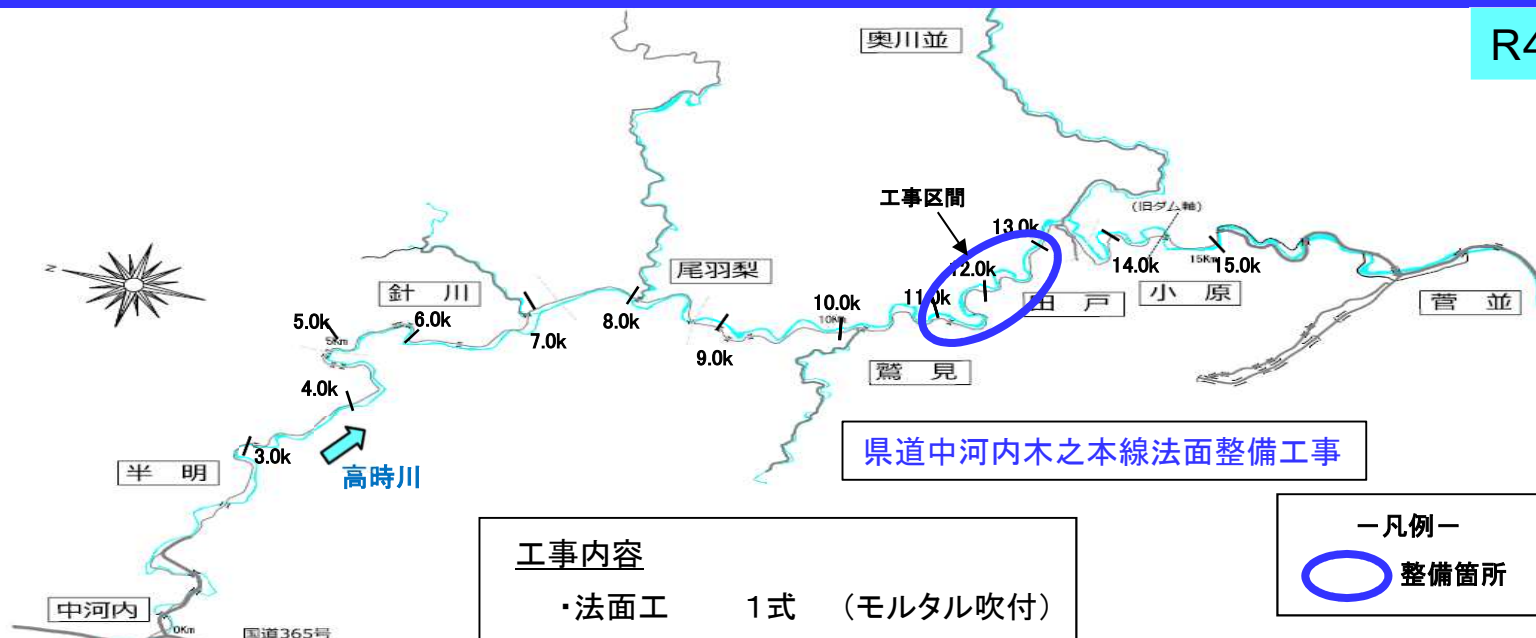 R4
奥川並
工事区間
(旧ダム軸)
13.0k
12.0k
14.0k
15Km
15.0k
尾羽梨
針 川
田 戸
小 原
菅 並
N
5.0k
5Km
6.0k
7.0k
8.0k
9.0k
10.0k
10Km
11.0k
鷲 見
4.0k
3.0k
半 明
高時川
県道中河内木之本線法面整備工事
工事内容
・法面工 1式 (モルタル吹付)
-凡例-
整備箇所
中河内
0Km
国道365号